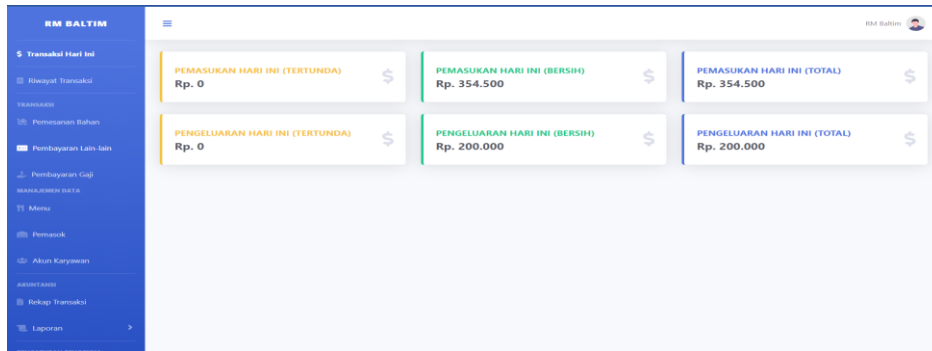 RM BALTIM
RM Baltim
$ Transaksi Hari Ini
Riwayat Transaksi
TRANSAKSI
Pemesanan Bahan
Pembayaran Lain-lain
Pembayaran Gaji
MANAJEMEN DATA
Menu
Pemasok
Akun Karyawan
AKUNTANSI
Rekap Transaksi
Laporan >
PEMASUKAN HARI INI (TERTUNDA)
Rp. 0
$
PEMASUKAN HARI INI (BERSIH)
Rp. 354.500
$
PEMASUKAN HARI INI (TOTAL)
Rp. 354.500
$
PENGELUARAN HARI INI (TERTUNDA)
Rp. 0
$
PENGELUARAN HARI INI (BERSIH)
Rp. 200.000
$
PENGELUARAN HARI INI (TOTAL)
Rp. 200.000
$